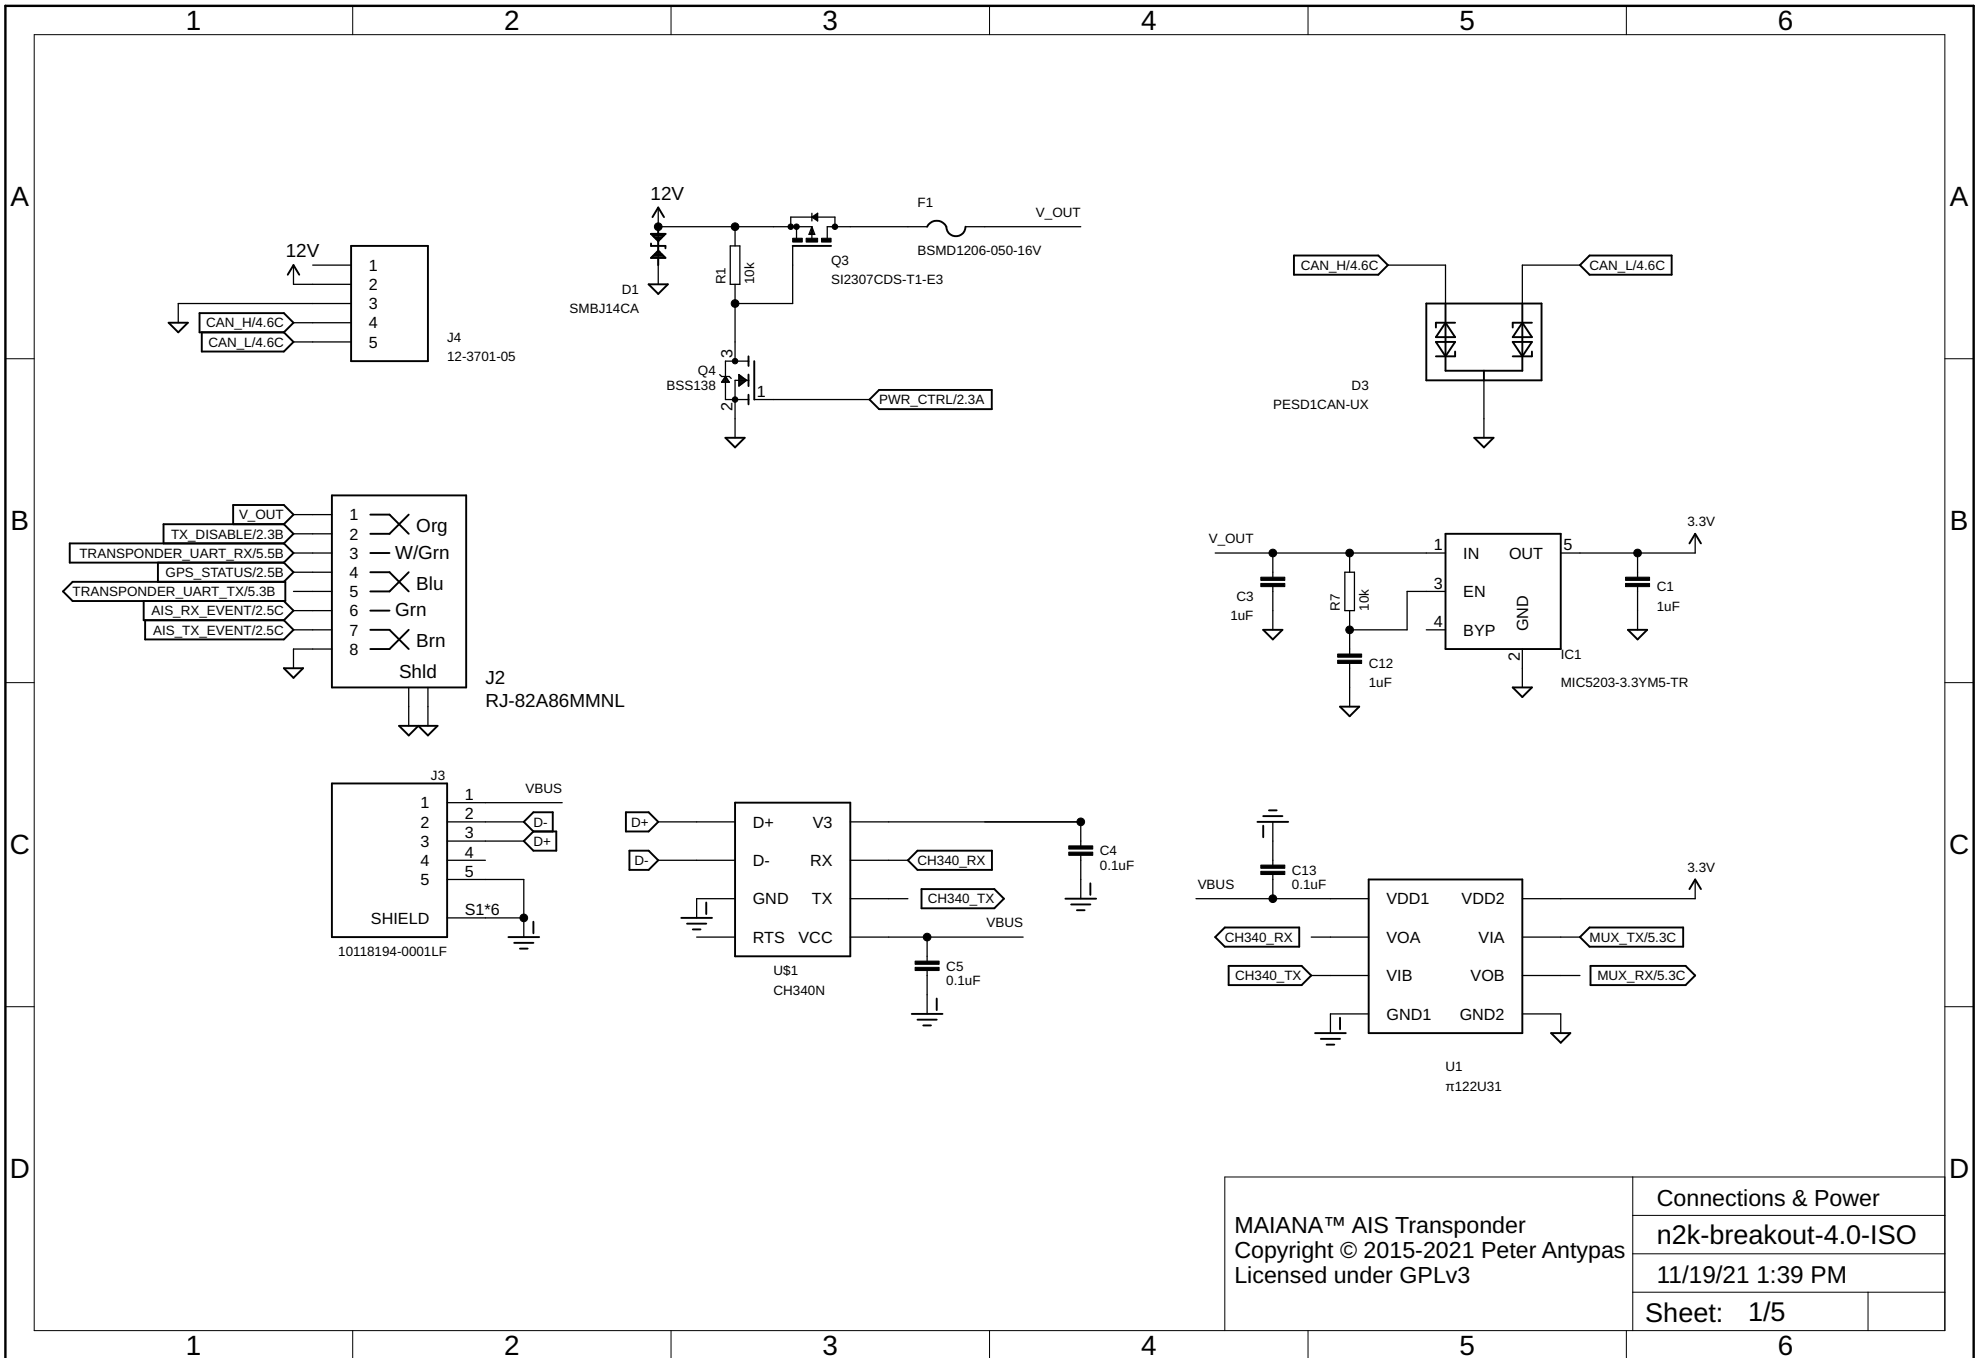 1 2 3 4 5 6
A A
B B
C C
D D
1 2 3 4 5 6
12V
1
2
3
4
5
CAN_H/4.6C
CAN_L/4.6C
J4
12-3701-05
12V
D1
SMBJ14CA
R1
10k
Q3
SI2307CDS-T1-E3
F1
BSMD1206-050-16V
V_OUT
3
Q4
BSS138
1
2
PWR_CTRL/2.3A
CAN_H/4.6C
CAN_L/4.6C
D3
PESD1CAN-UX
V_OUT
TX_DISABLE/2.3B
TRANSPONDER_UART_RX/5.5B
GPS_STATUS/2.5B
TRANSPONDER_UART_TX/5.3B
AIS_RX_EVENT/2.5C
AIS_TX_EVENT/2.5C
1
2
3
4
5
6
7
8
Org
W/Grn
Blu
Grn
Brn
Shld
J2
RJ-82A86MMNL
V_OUT
C3
1uF
R7
10k
C12
1uF
1 IN OUT 5
3 EN
4 BYP
GND
2
IC1
MIC5203-3.3YM5-TR
3.3V
C1
1uF
J3
1 1 VBUS
2 2 D-
3 3 D+
4 4
5 5
SHIELD S1*6
10118194-0001LF
D+
D-
D+ V3
D- RX
GND TX
RTS VCC
U$1
CH340N
CH340_RX
CH340_TX
VBUS
C4
0.1uF
C5
0.1uF
C13
0.1uF
VBUS
3.3V
CH340_RX
CH340_TX
VDD1 VDD2
VOA VIA
VIB VOB
GND1 GND2
MUX_TX/5.3C
MUX_RX/5.3C
U1
π122U31
MAIANA™ AIS Transponder
Copyright © 2015-2021 Peter Antypas
Licensed under GPLv3
Connections & Power
n2k-breakout-4.0-ISO
11/19/21 1:39 PM
Sheet: 1/5